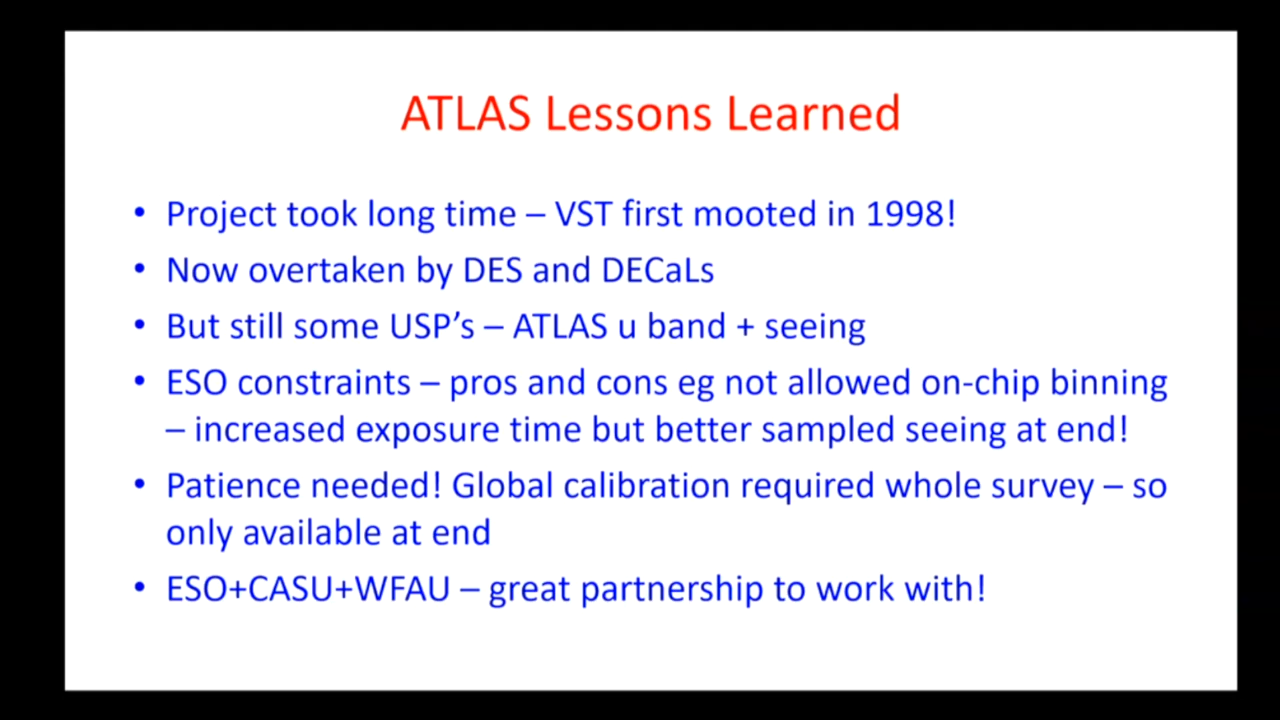 ATLAS Lessons Learned
• Project took long time – VST first mooted in 1998!
• Now overtaken by DES and DECaLs
• But still some USP’s – ATLAS u band + seeing
• ESO constraints – pros and cons eg not allowed on-chip binning
– increased exposure time but better sampled seeing at end!
• Patience needed! Global calibration required whole survey – so
only available at end
• ESO+CASU+WFAU – great partnership to work with!